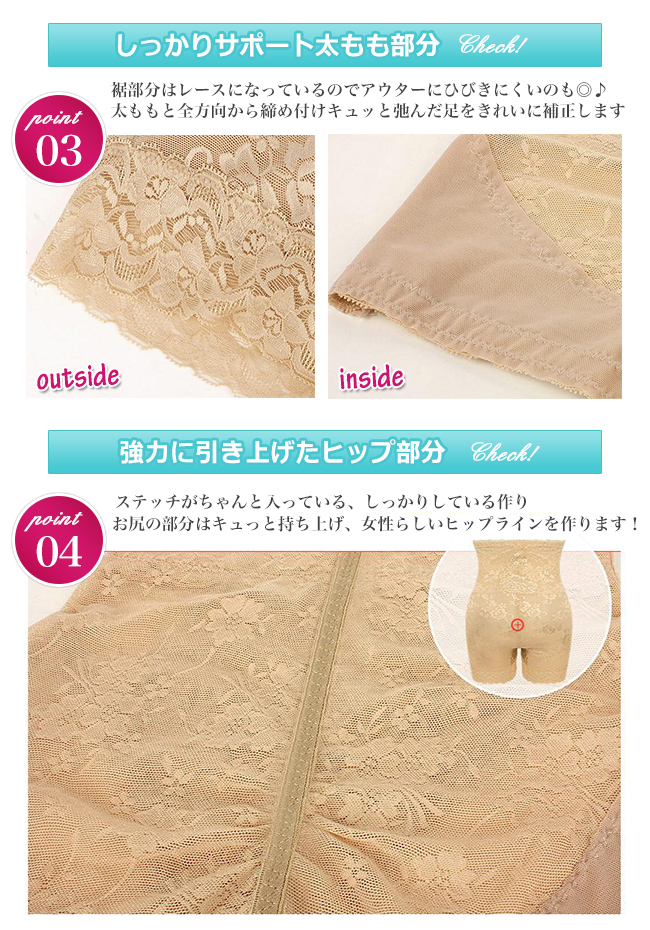 しっかりサポート太もも部分 Check!
裾部分はレースになっているのでアウターにひびきにくいのも◎♪
太ももと全方向から締め付けキュッと弛んだ足をきれいに補正します
point
03
outside
inside
強力に引き上げたヒップ部分 Check!
ステッチがちゃんと入っている、しっかりしている作り
お尻の部分はキュっと持ち上げ、女性らしいヒップラインを作ります！
point
04